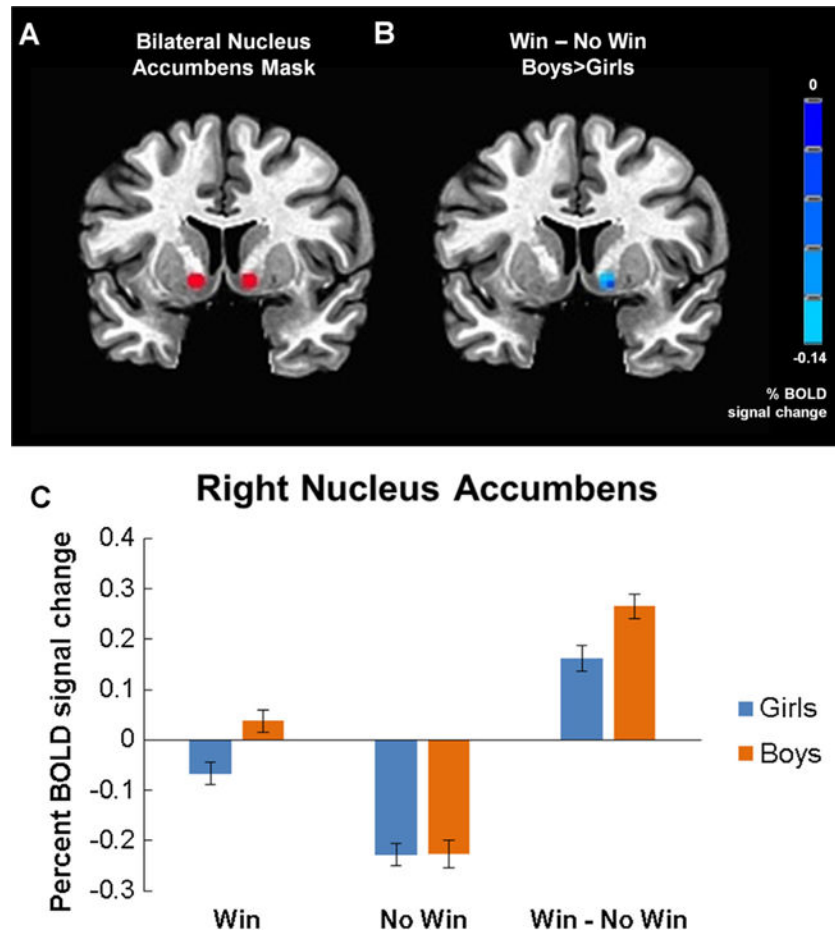 A
Bilateral Nucleus
Accumbens Mask
B
Win – No Win
Boys>Girls
0
-0.14
% BOLD
signal change
C
Right Nucleus Accumbens
Percent BOLD signal change
0.4
0.3
0.2
0.1
0
-0.1
-0.2
-0.3
Win
No Win
Win - No Win
Girls
Boys